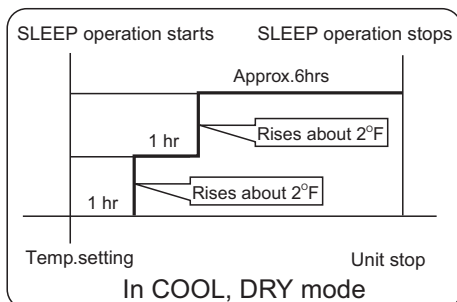 SLEEP operation starts
SLEEP operation stops
Approx.6hrs
1 hr
Rises about 2°F
1 hr
Rises about 2°F
Temp.setting
Unit stop
In COOL, DRY mode